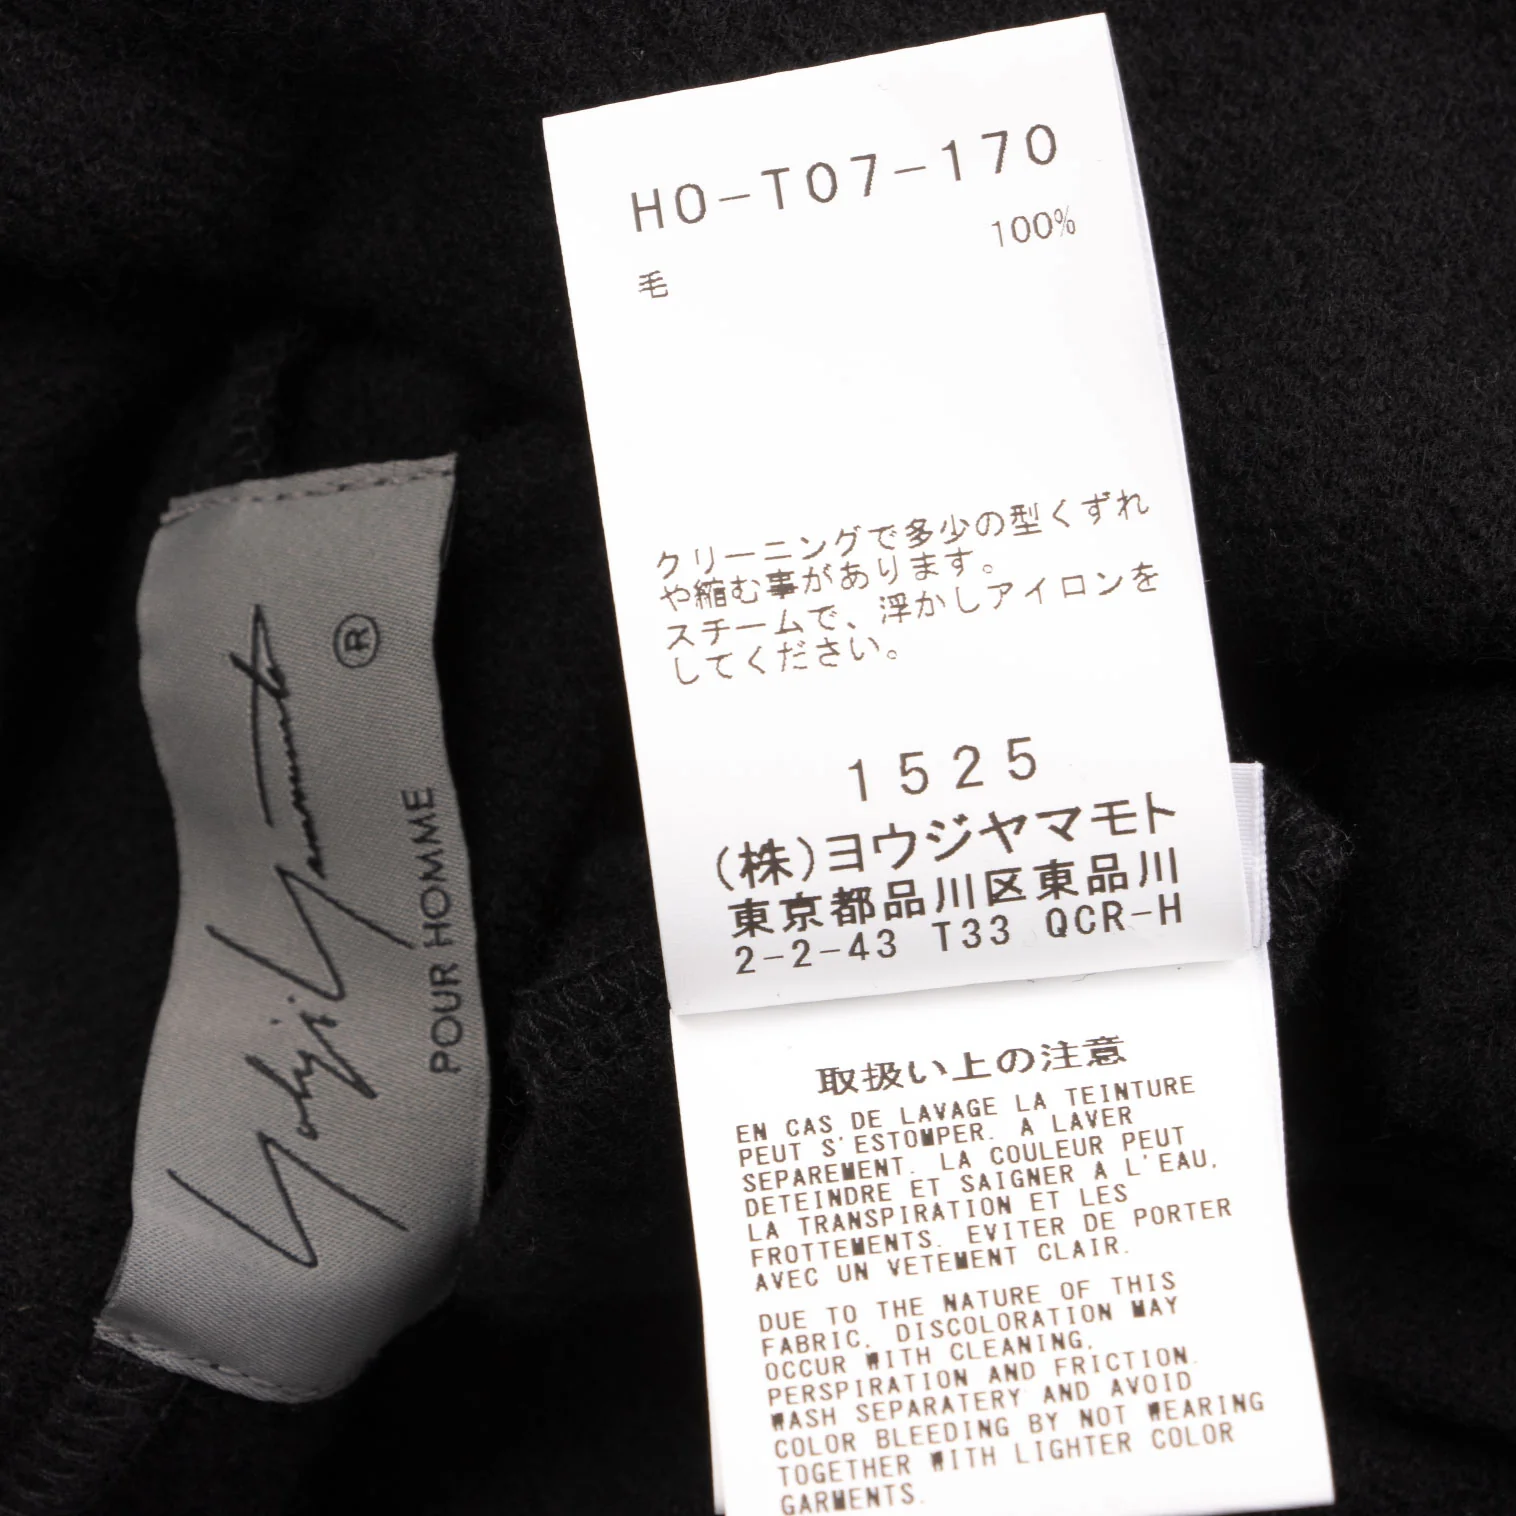 Yohji Yamamoto ®
POUR HOMME
HO-T07-170
毛 100%
クリーニングで多少の型くずれ
や縮む事があります。
スチームで、浮かしアイロンを
してください。
1525
(株)ヨウジヤマモト
東京都品川区東品川
2-2-43 T33 QCR-H
取扱い上の注意
EN CAS DE LAVAGE LA TEINTURE
PEUT S'ESTOMPER. A LAVER
SEPAREMENT. LA COULEUR PEUT
DETEINDRE ET SAIGNER A L'EAU,
LA TRANSPIRATION ET LES
FROTTEMENTS. EVITER DE PORTER
AVEC UN VETEMENT CLAIR.
DUE TO THE NATURE OF THIS
FABRIC, DISCOLORATION MAY
OCCUR WITH CLEANING,
PERSPIRATION AND FRICTION.
WASH SEPARATERY AND AVOID
COLOR BLEEDING BY NOT WEARING
TOGETHER WITH LIGHTER COLOR
GARMENTS.